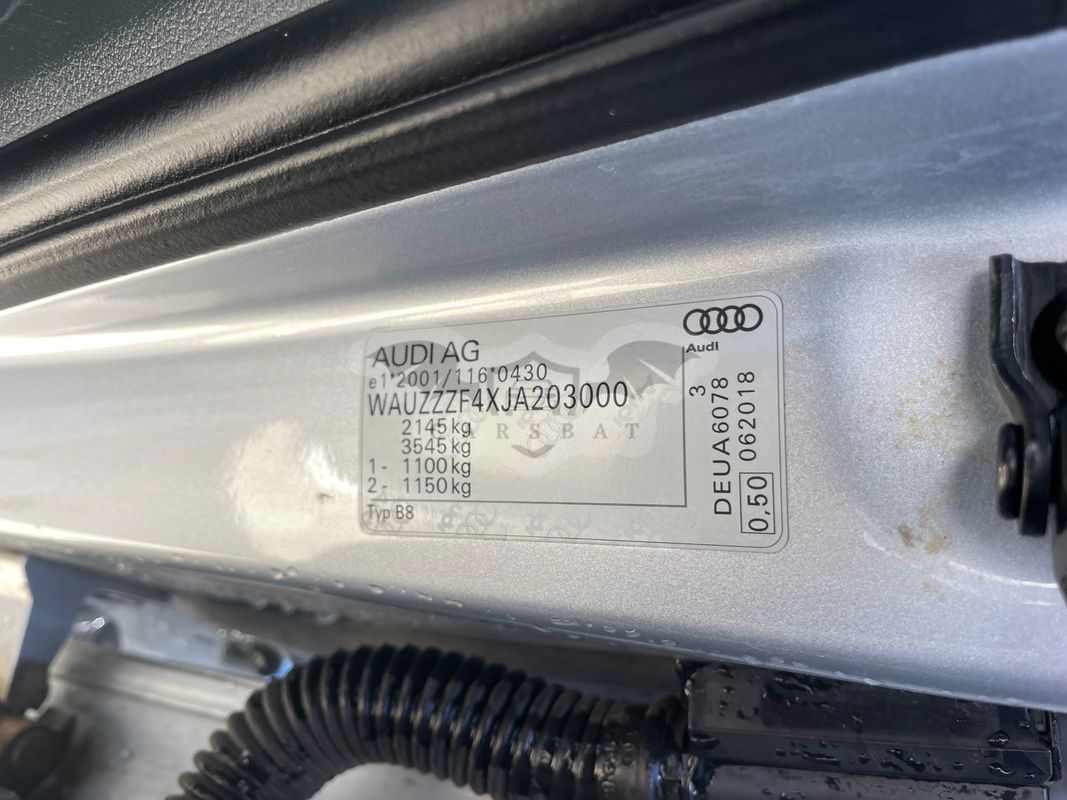 AUDI AG
e1*2001/116*0430
WAUZZZF4XJA203000
2145 kg
3545 kg
1- 1100 kg
2- 1150 kg
Typ B8
Audi
DEUA6078 3
0,50 062018
ARSBAT